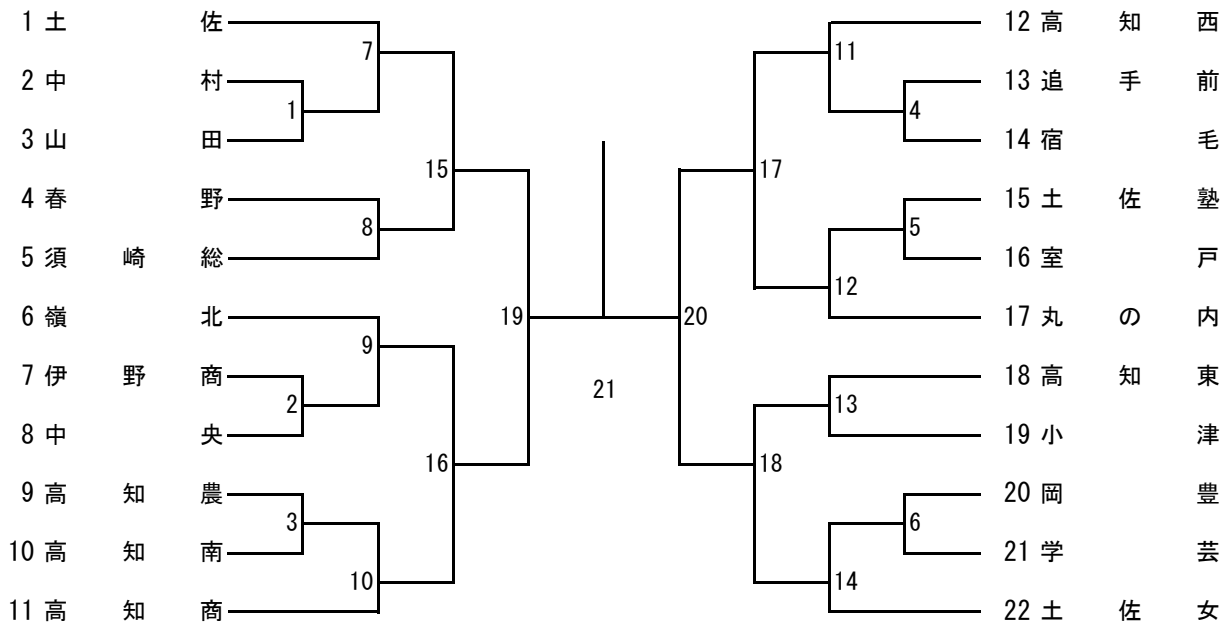 1 土佐
2 中村
3 山田
4 春野
5 須崎総
6 嶺北
7 伊野商
8 中央
9 高知農
10 高知南
11 高知商
7
1
15
8
19
9
2
16
3
10
21
12 高知西
13 追手前
14 宿毛
15 土佐塾
16 室戸
17 丸の内
18 高知東
19 小津
20 岡豊
21 学芸
22 土佐女
11
4
17
5
12
20
13
18
6
14